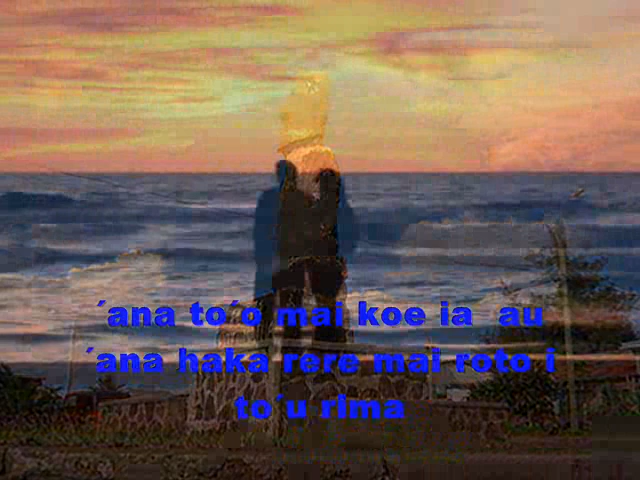 ´ana to´o mai koe ia au
´ana haka rere mai roto i
to´u rima